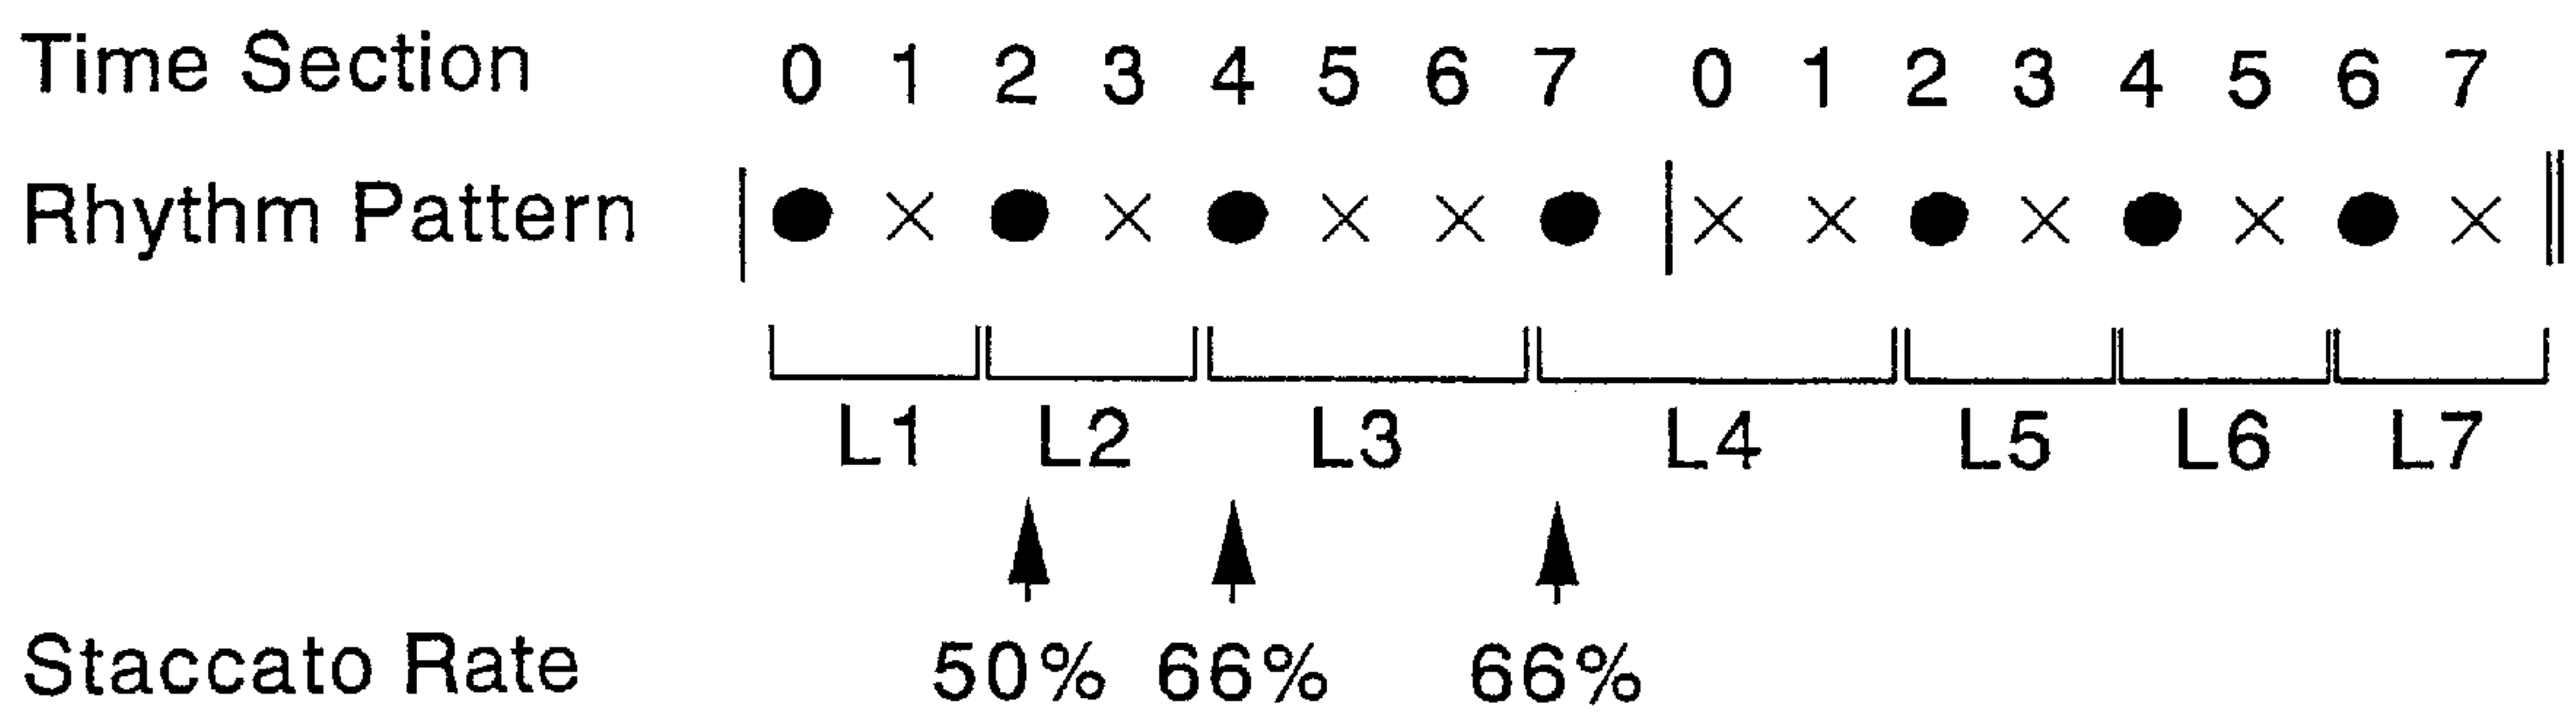 Time Section 0 1 2 3 4 5 6 7 0 1 2 3 4 5 6 7
Rhythm Pattern
L1 L2 L3 L4 L5 L6 L7
Staccato Rate 50% 66% 66%